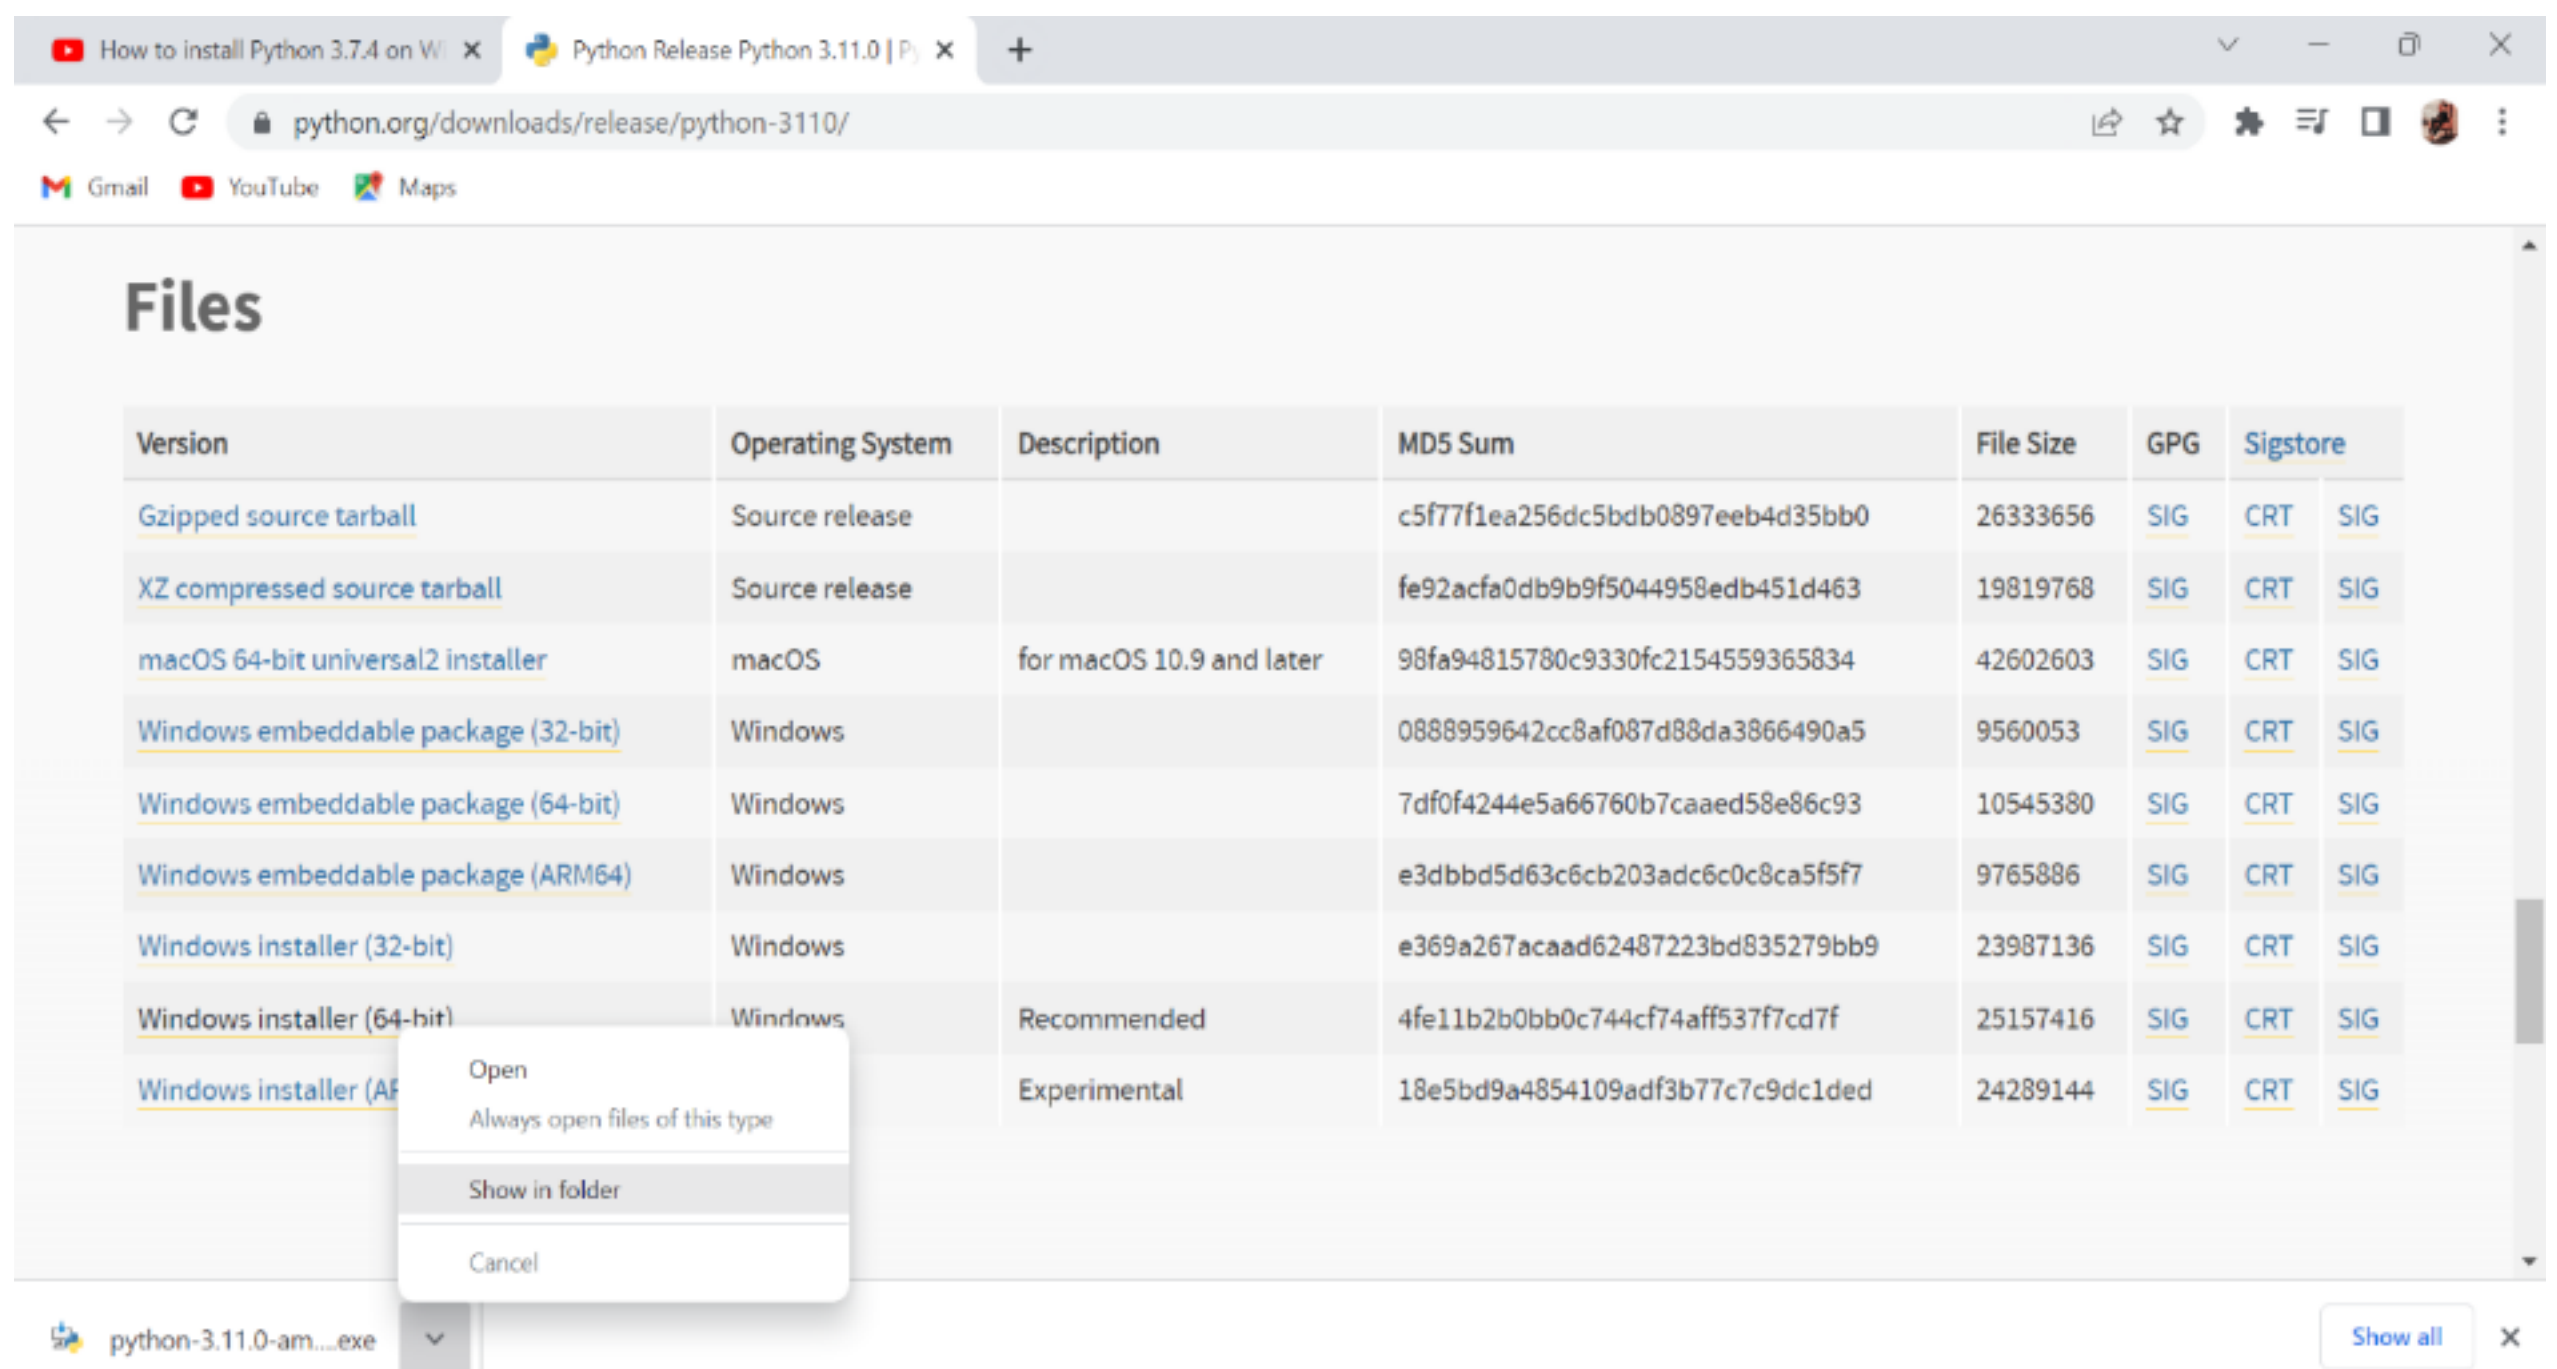 How to install Python 3.7.4 on Wi
Python Release Python 3.11.0 | Py
python.org/downloads/release/python-3110/
Gmail YouTube Maps
Files
Version Operating System Description MD5 Sum File Size GPG Sigstore
Gzipped source tarball Source release c5f77f1ea256dc5bdb0897eeb4d35bb0 26333656 SIG CRT SIG
XZ compressed source tarball Source release fe92acfa0db9b9f5044958edb451d463 19819768 SIG CRT SIG
macOS 64-bit universal2 installer macOS for macOS 10.9 and later 98fa94815780c9330fc2154559365834 42602603 SIG CRT SIG
Windows embeddable package (32-bit) Windows 0888959642cc8af087d88da3866490a5 9560053 SIG CRT SIG
Windows embeddable package (64-bit) Windows 7df0f4244e5a66760b7caaed58e86c93 10545380 SIG CRT SIG
Windows embeddable package (ARM64) Windows e3dbbd5d63c6cb203adc6c0c8ca5f5f7 9765886 SIG CRT SIG
Windows installer (32-bit) Windows e369a267acaad62487223bd835279bb9 23987136 SIG CRT SIG
Windows installer (64-bit) Windows Recommended 4fe11b2b0bb0c744cf74aff537f7cd7f 25157416 SIG CRT SIG
Windows installer (AR Experimental 18e5bd9a4854109adf3b77c7c9dc1ded 24289144 SIG CRT SIG
Open
Always open files of this type
Show in folder
Cancel
python-3.11.0-am....exe
Show all